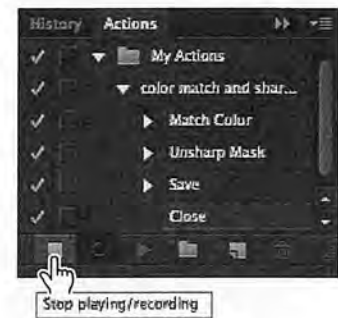 History Actions
My Actions
color match and shar...
Match Color
Unsharp Mask
Save
Close
Stop playing/recording